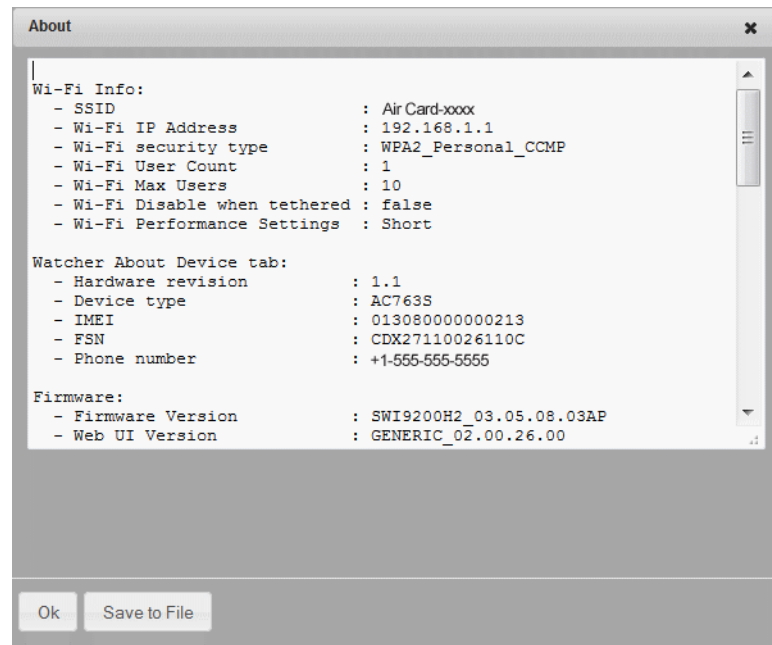 About
Wi-Fi Info:
- SSID : Air Card-xxxx
- Wi-Fi IP Address : 192.168.1.1
- Wi-Fi security type : WPA2_Personal_CCMP
- Wi-Fi User Count : 1
- Wi-Fi Max Users : 10
- Wi-Fi Disable when tethered : false
- Wi-Fi Performance Settings : Short
Watcher About Device tab:
- Hardware revision : 1.1
- Device type : AC763S
- IMEI : 013080000000213
- FSN : CDX27110026110C
- Phone number : +1-555-555-5555
Firmware:
- Firmware Version : SWI9200H2_03.05.08.03AP
- Web UI Version : GENERIC_02.00.26.00
Ok Save to File